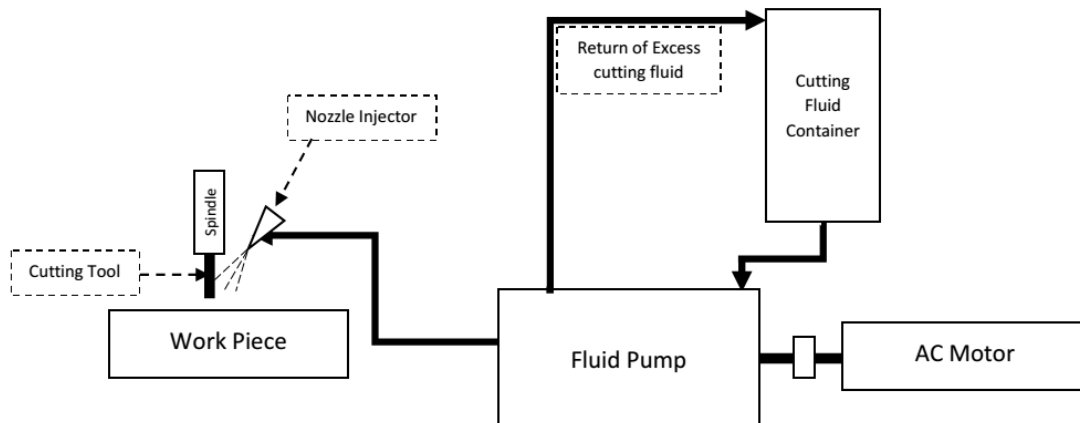 Return of Excess
cutting fluid
Cutting
Fluid
Container
Nozzle Injector
Spindle
Cutting Tool
Work Piece
Fluid Pump
AC Motor